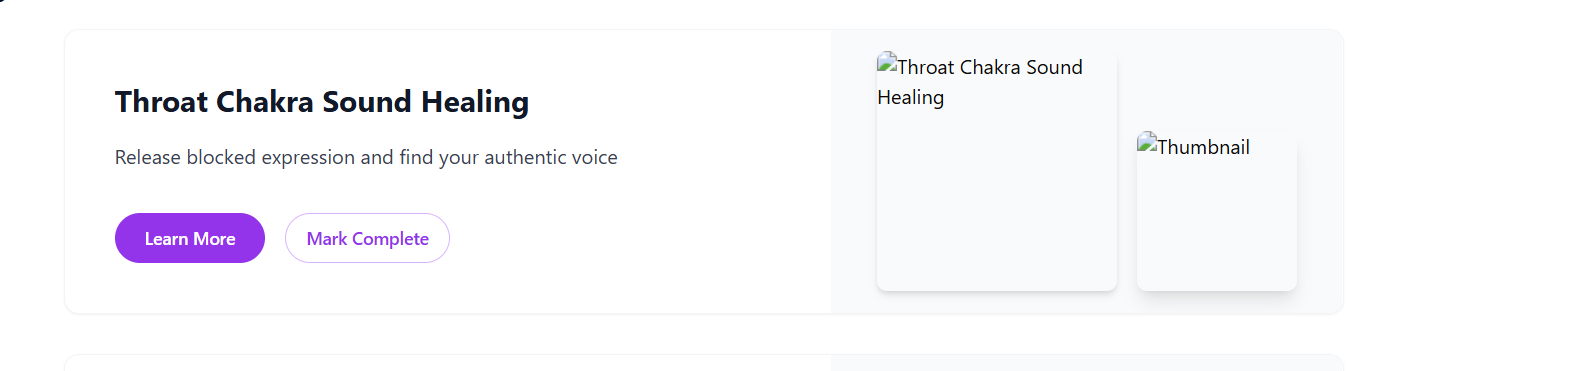 Throat Chakra Sound Healing
Release blocked expression and find your authentic voice
Learn More
Mark Complete
Throat Chakra Sound
Healing
Thumbnail